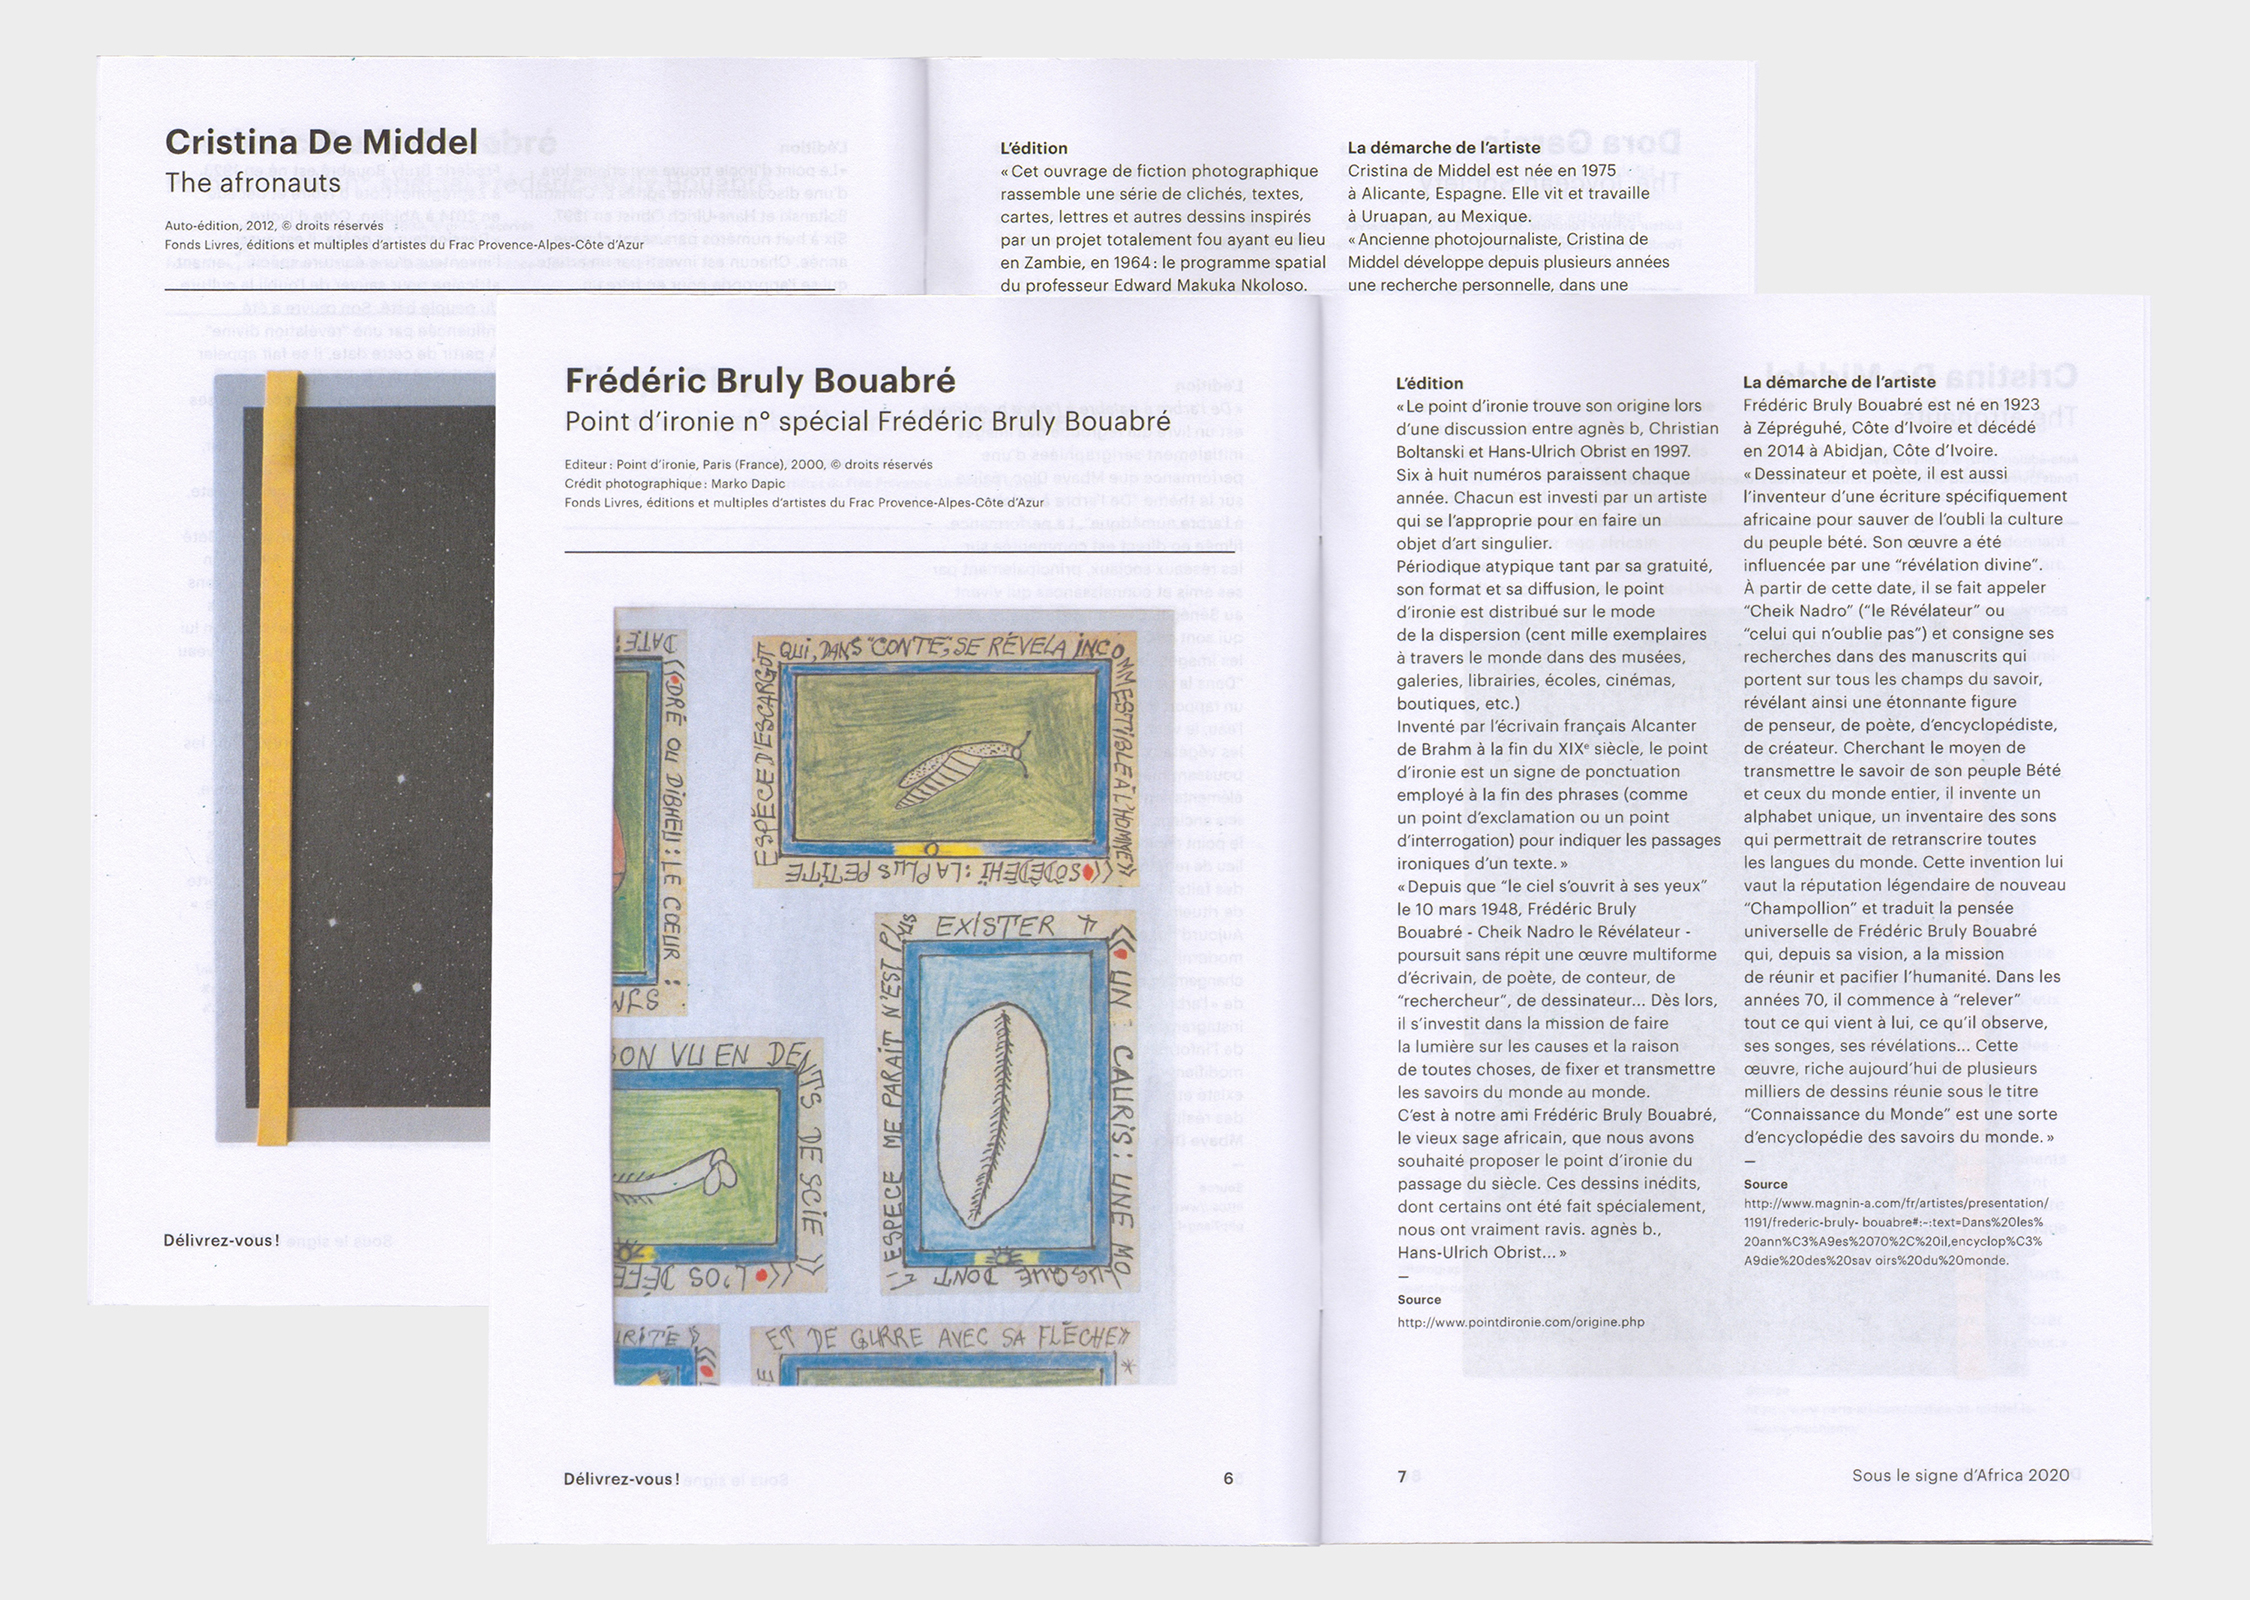 Cristina De Middel
The afronauts
Auto-édition, 2012, © droits réservés
Fonds Livres, éditions et multiples d’artistes du Frac Provence-Alpes-Côte d’Azur
Délivrez-vous !
L’édition
« Cet ouvrage de fiction photographique
rassemble une série de clichés, textes,
cartes, lettres et autres dessins inspirés
par un projet totalement fou ayant eu lieu
en Zambie, en 1964 : le programme spatial
du professeur Edward Makuka Nkoloso.
La démarche de l’artiste
Cristina de Middel est née en 1975
à Alicante, Espagne. Elle vit et travaille
à Uruapan, au Mexique.
« Ancienne photojournaliste, Cristina de
Middel développe depuis plusieurs années
une recherche personnelle, dans une
Frédéric Bruly Bouabré
Point d’ironie n° spécial Frédéric Bruly Bouabré
Editeur : Point d’ironie, Paris (France), 2000, © droits réservés
Crédit photographique : Marko Dapic
Fonds Livres, éditions et multiples d’artistes du Frac Provence-Alpes-Côte d’Azur
DATE :
« DRÉ OU DIBHEU : LE CŒUR :
«SÔDÊDEHÏ : LA PLUS PETITE
ESPÈCE D'ESCARGOT
QUI, DANS "CONTE", SE RÉVELA INCO
MESTIBLE À L'HOMME»
« UN CAURIS : UNE MO
LUSQUE DONT L'
ESPECE ME PARAÎT N'EST PLUS
EXISTER »
« L'OS DÉFÉ
ON VU EN DENTS DE SCIE »
RITÉ »
ET DE GURRE AVEC SA FLÈCHE»
Délivrez-vous !
6
L’édition
« Le point d’ironie trouve son origine lors
d’une discussion entre agnès b, Christian
Boltanski et Hans-Ulrich Obrist en 1997.
Six à huit numéros paraissent chaque
année. Chacun est investi par un artiste
qui se l’approprie pour en faire un
objet d’art singulier.
Périodique atypique tant par sa gratuité,
son format et sa diffusion, le point
d’ironie est distribué sur le mode
de la dispersion (cent mille exemplaires
à travers le monde dans des musées,
galeries, librairies, écoles, cinémas,
boutiques, etc.)
Inventé par l’écrivain français Alcanter
de Brahm à la fin du XIXe siècle, le point
d’ironie est un signe de ponctuation
employé à la fin des phrases (comme
un point d’exclamation ou un point
d’interrogation) pour indiquer les passages
ironiques d’un texte. »
« Depuis que “le ciel s’ouvrit à ses yeux”
le 10 mars 1948, Frédéric Bruly
Bouabré - Cheik Nadro le Révélateur -
poursuit sans répit une œuvre multiforme
d’écrivain, de poète, de conteur, de
“rechercheur”, de dessinateur... Dès lors,
il s’investit dans la mission de faire
la lumière sur les causes et la raison
de toutes choses, de fixer et transmettre
les savoirs du monde au monde.
C’est à notre ami Frédéric Bruly Bouabré,
le vieux sage africain, que nous avons
souhaité proposer le point d’ironie du
passage du siècle. Ces dessins inédits,
dont certains ont été fait spécialement,
nous ont vraiment ravis. agnès b.,
Hans-Ulrich Obrist... »
—
Source
http://www.pointdironie.com/origine.php
La démarche de l’artiste
Frédéric Bruly Bouabré est né en 1923
à Zépréguhé, Côte d’Ivoire et décédé
en 2014 à Abidjan, Côte d’Ivoire.
« Dessinateur et poète, il est aussi
l’inventeur d’une écriture spécifiquement
africaine pour sauver de l’oubli la culture
du peuple bété. Son œuvre a été
influencée par une “révélation divine”.
À partir de cette date, il se fait appeler
“Cheik Nadro” (“le Révélateur” ou
“celui qui n’oublie pas”) et consigne ses
recherches dans des manuscrits qui
portent sur tous les champs du savoir,
révélant ainsi une étonnante figure
de penseur, de poète, d’encyclopédiste,
de créateur. Cherchant le moyen de
transmettre le savoir de son peuple Bété
et ceux du monde entier, il invente un
alphabet unique, un inventaire des sons
qui permettrait de retranscrire toutes
les langues du monde. Cette invention lui
vaut la réputation légendaire de nouveau
“Champollion” et traduit la pensée
universelle de Frédéric Bruly Bouabré
qui, depuis sa vision, a la mission
de réunir et pacifier l’humanité. Dans les
années 70, il commence à “relever”
tout ce qui vient à lui, ce qu’il observe,
ses songes, ses révélations... Cette
œuvre, riche aujourd’hui de plusieurs
milliers de dessins réunie sous le titre
“Connaissance du Monde” est une sorte
d’encyclopédie des savoirs du monde. »
—
Source
http://www.magnin-a.com/fr/artistes/presentation/
1191/frederic-bruly- bouabre#:~:text=Dans%20les%
20ann%C3%A9es%2070%2C%20il,encyclop%C3%
A9die%20des%20sav oirs%20du%20monde.
7
Sous le signe d’Africa 2020